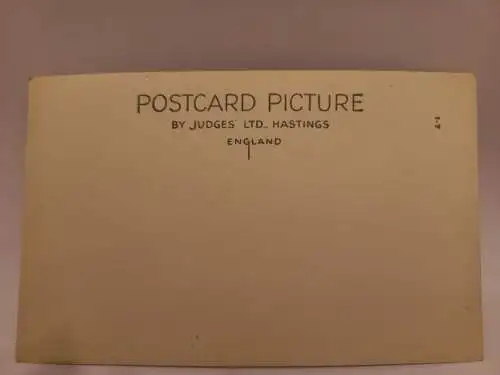 POSTCARD PICTURE
BY JUDGES' LTD., HASTINGS
ENGLAND